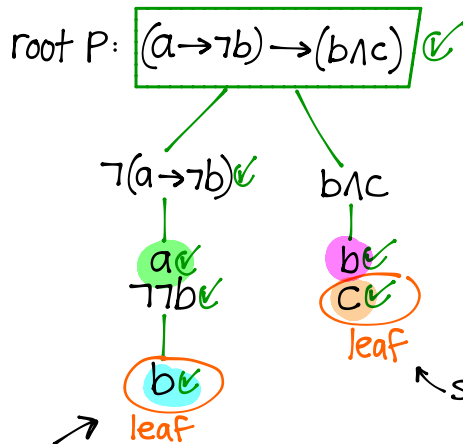 root P: (a→¬b)→(b∧c) ✓
¬(a→¬b)✓
b∧c
a✓
¬¬b✓
b✓
c✓
b✓
leaf
leaf
s